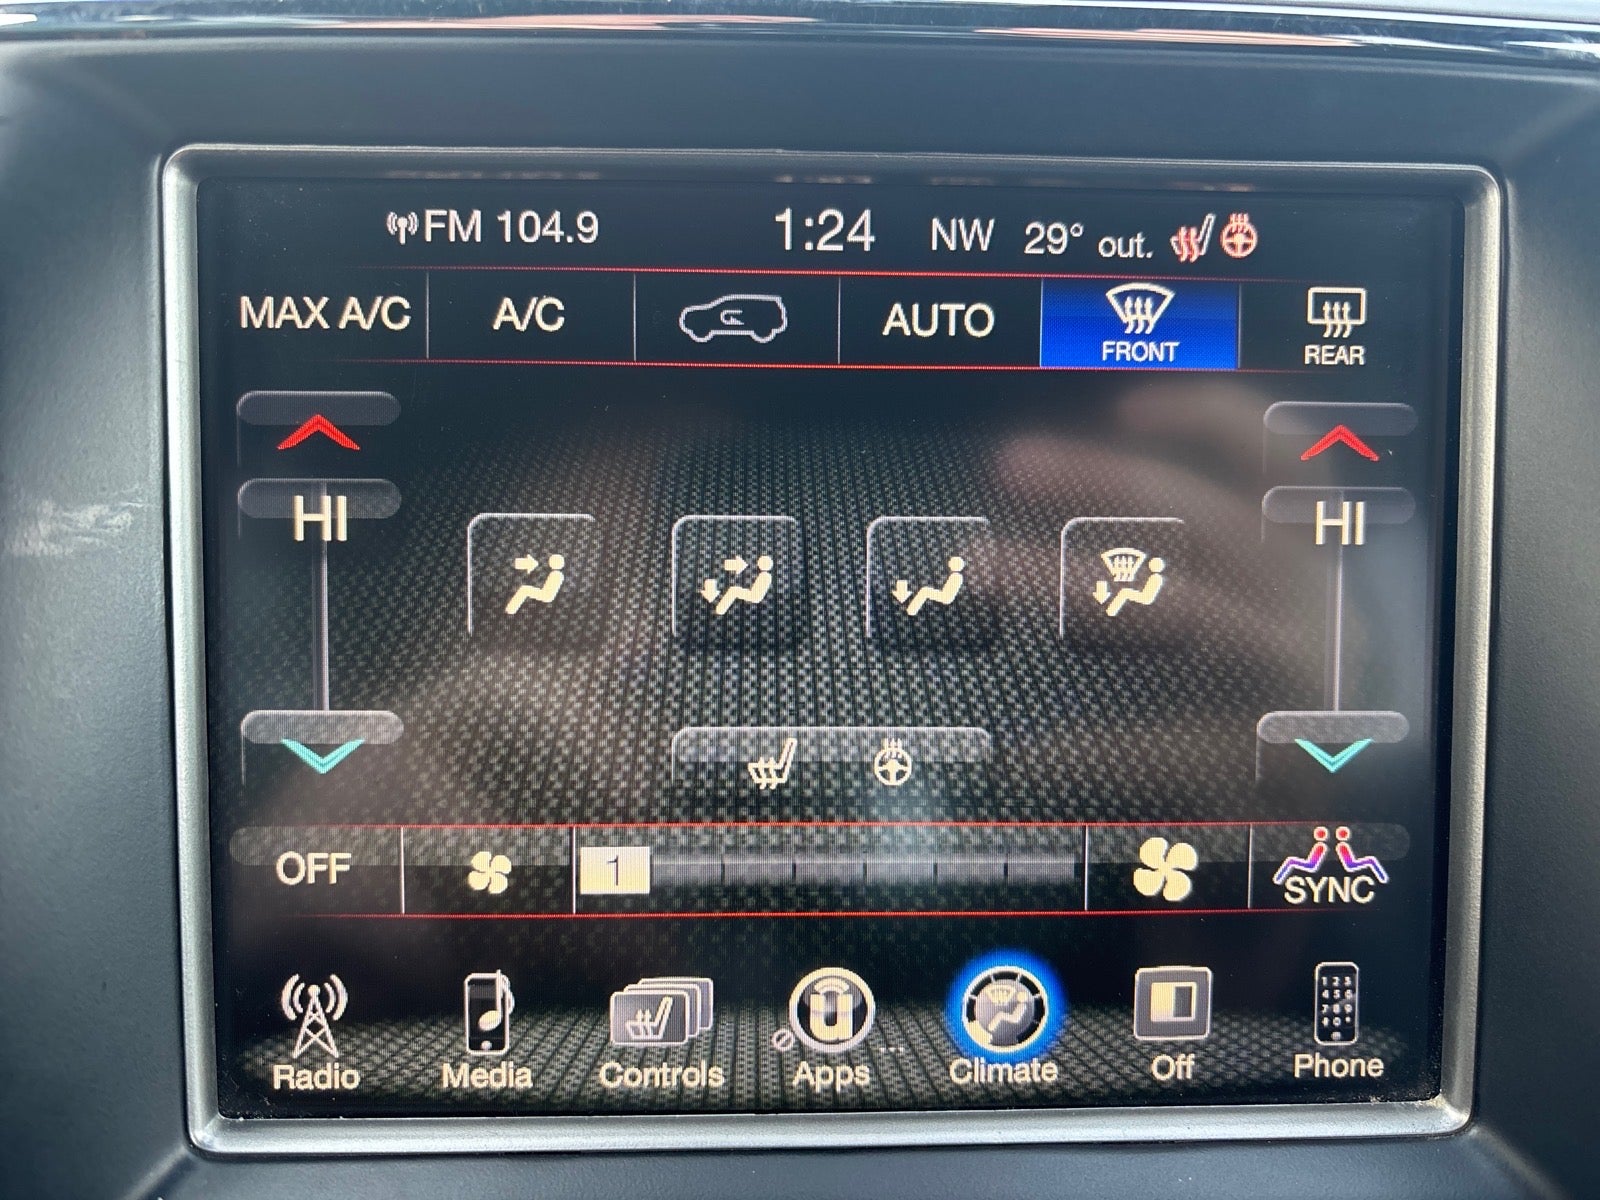 FM 104.9 1:24 NW 29° out.
MAX A/C A/C AUTO FRONT REAR
HI HI
OFF 1 SYNC
Radio Media Controls Apps Climate Off Phone